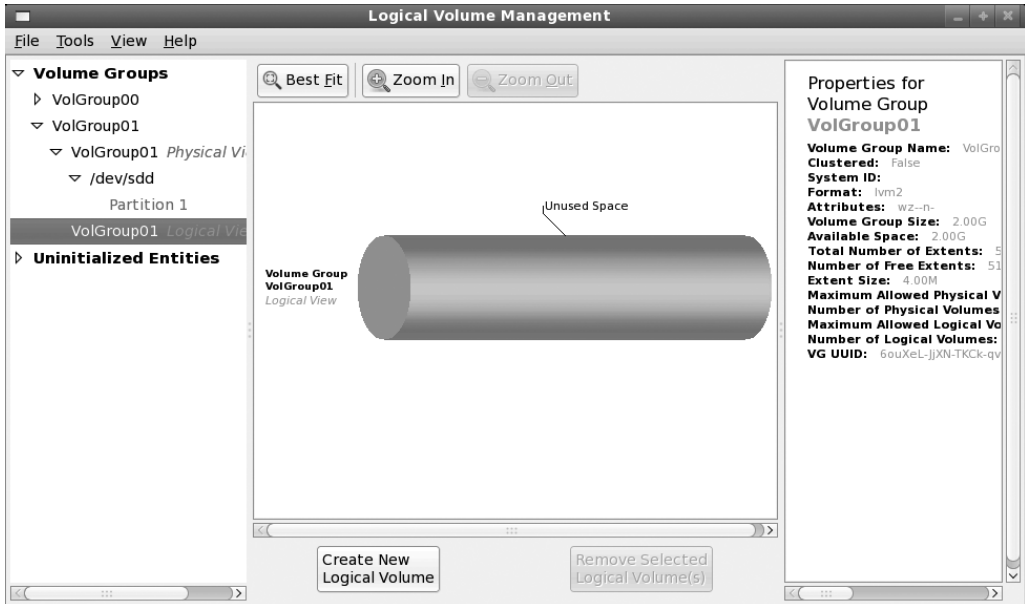 Logical Volume Management
File Tools View Help
Volume Groups
VolGroup00
VolGroup01
VolGroup01 Physical Vi
/dev/sdd
Partition 1
VolGroup01 Logical Vie
Uninitialized Entities
Best Fit Zoom In Zoom Out
Unused Space
Volume Group
VolGroup01
Logical View
Create New
Logical Volume
Remove Selected
Logical Volume(s)
Properties for
Volume Group
VolGroup01
Volume Group Name: VolGro
Clustered: False
System ID:
Format: lvm2
Attributes: wz--n-
Volume Group Size: 2.00G
Available Space: 2.00G
Total Number of Extents: 5
Number of Free Extents: 51
Extent Size: 4.00M
Maximum Allowed Physical V
Number of Physical Volumes
Maximum Allowed Logical Vo
Number of Logical Volumes:
VG UUID: 6ouXeL-JjXN-TKCk-qv